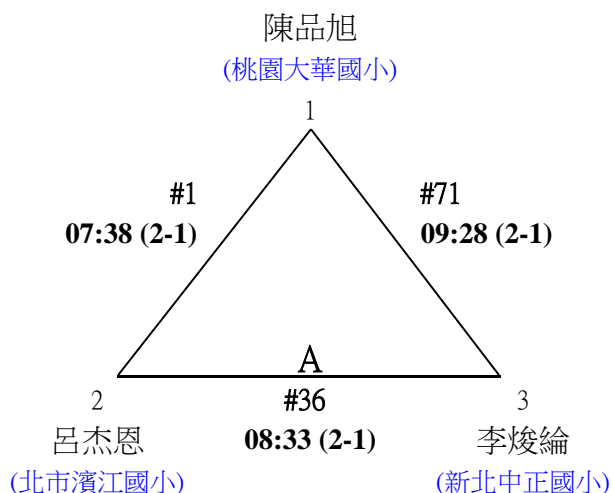 陳品旭
(桃園大華國小)
1
#1
07:38 (2-1)
#71
09:28 (2-1)
A
2
#36
3
呂杰恩
08:33 (2-1)
李焌綸
(北市濱江國小)
(新北中正國小)